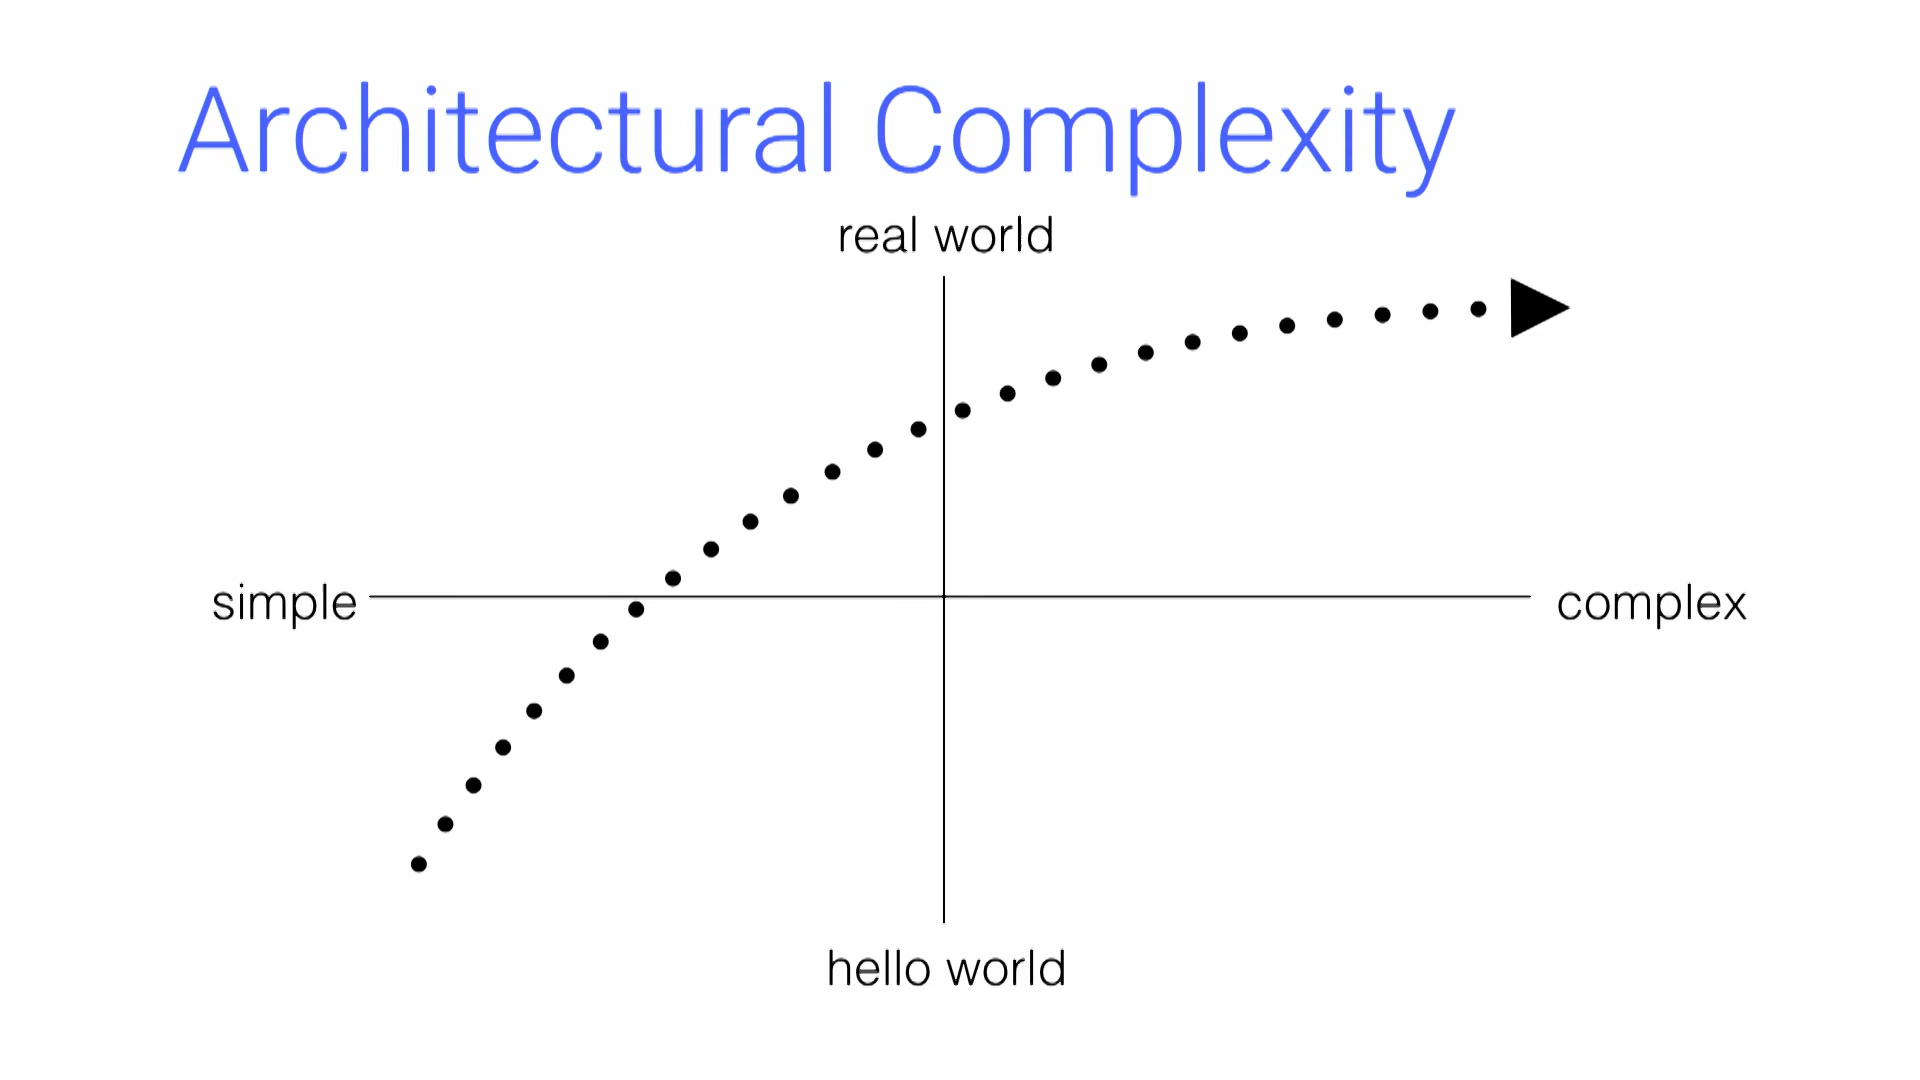 Architectural Complexity
real world
simple
complex
hello world